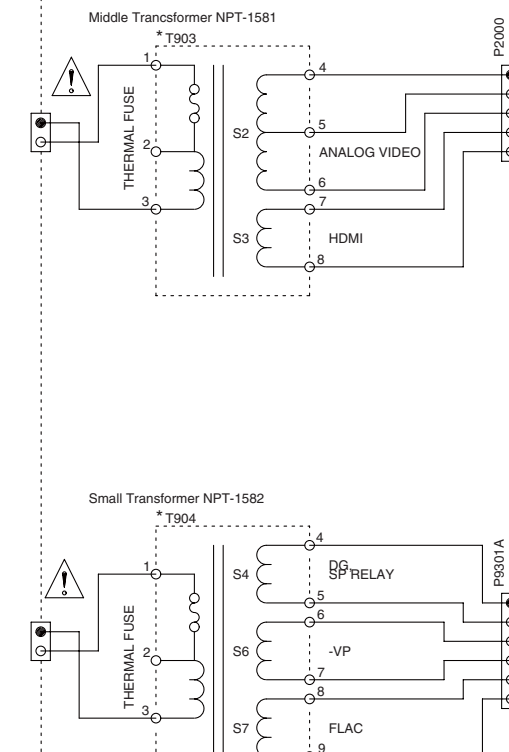 Middle Trancsformer NPT-1581
* T903
P2000
1
4
THERMAL FUSE
S2
5
2
ANALOG VIDEO
6
3
7
S3
HDMI
8
Small Transformer NPT-1582
* T904
P9301A
4
1
S4
DG,
SP RELAY
5
THERMAL FUSE
6
2
S6
-VP
7
3
8
S7
FLAC
9